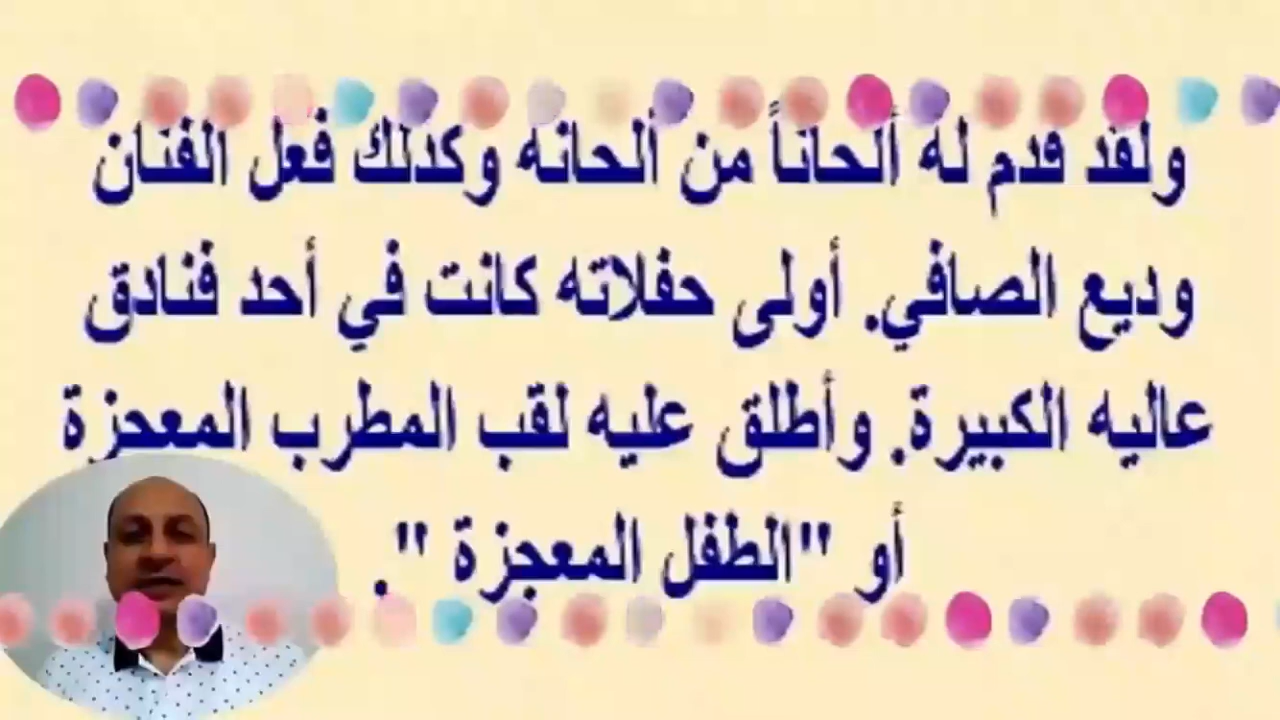 ولقد قدم له ألحاناً من ألحانه وكذلك فعل الفنان
وديع الصافي. أولى حفلاته كانت في أحد فنادق
عاليه الكبيرة. وأطلق عليه لقب المطرب المعجزة
أو "الطفل المعجزة ".